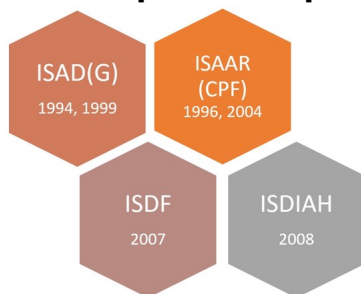 ISAD(G)
1994, 1999
ISAAR
(CPF)
1996, 2004
ISDF
2007
ISDIAH
2008